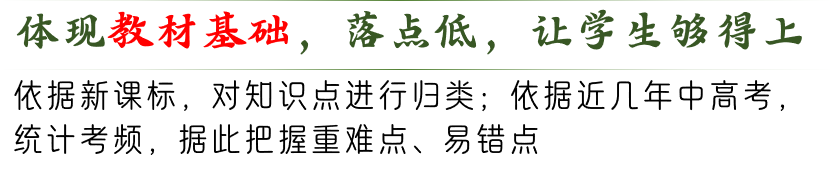 体现教材基础，落点低，让学生够得上
依据新课标，对知识点进行归类；依据近几年中高考，
统计考频，据此把握重难点、易错点